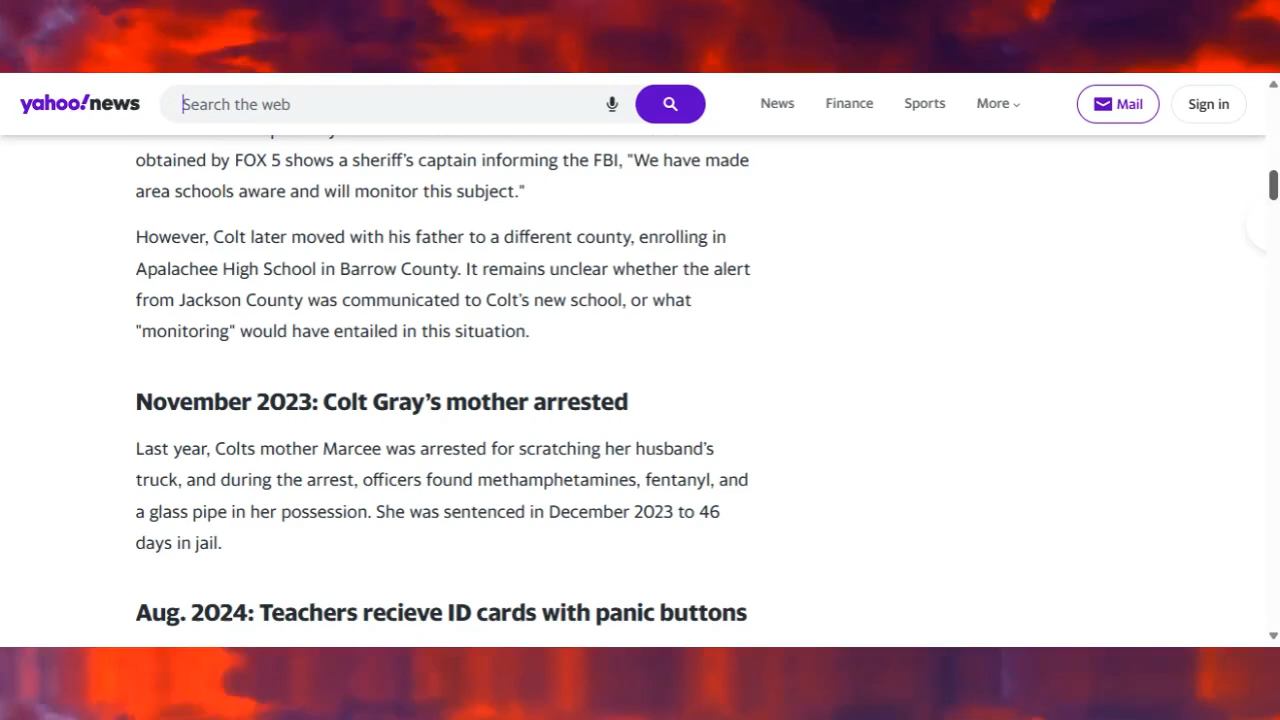 yahoo!news
Search the web
News
Finance
Sports
More
Mail
Sign in
obtained by FOX 5 shows a sheriff's captain informing the FBI, "We have made
area schools aware and will monitor this subject."
However, Colt later moved with his father to a different county, enrolling in
Apalachee High School in Barrow County. It remains unclear whether the alert
from Jackson County was communicated to Colt's new school, or what
"monitoring" would have entailed in this situation.
November 2023: Colt Gray's mother arrested
Last year, Colts mother Marcee was arrested for scratching her husband's
truck, and during the arrest, officers found methamphetamines, fentanyl, and
a glass pipe in her possession. She was sentenced in December 2023 to 46
days in jail.
Aug. 2024: Teachers recieve ID cards with panic buttons